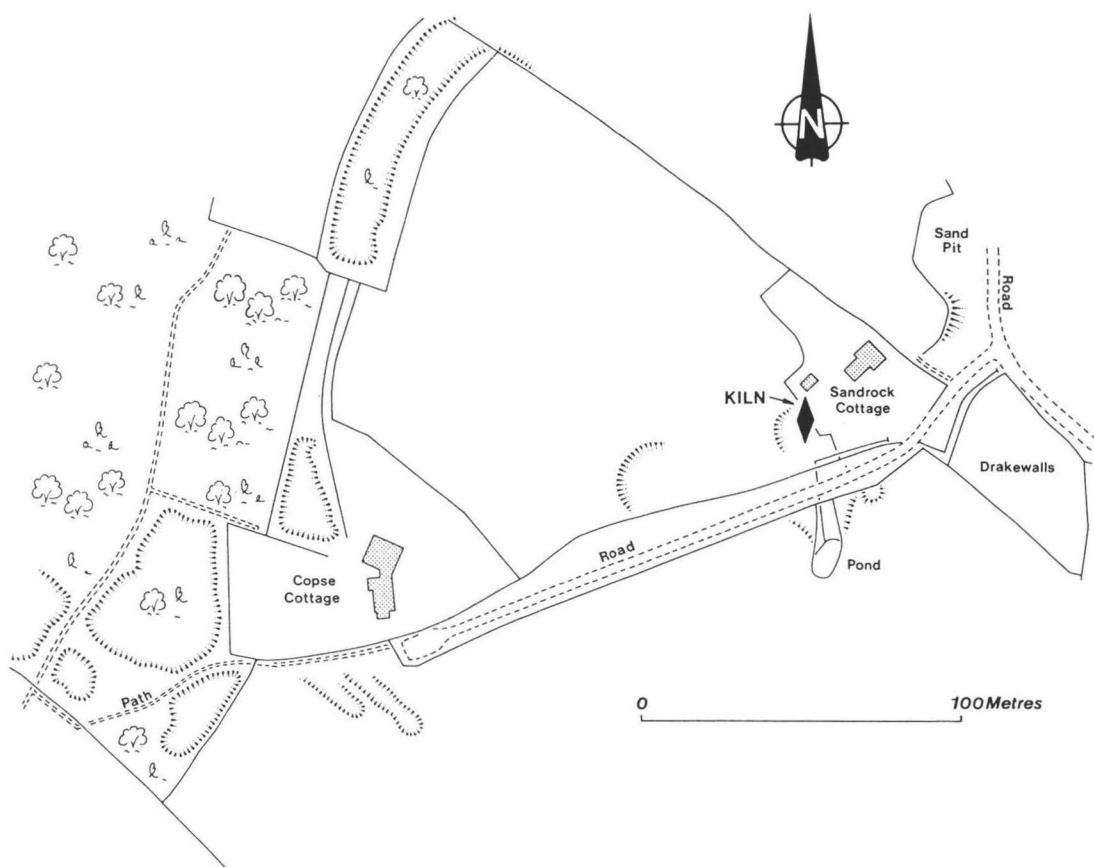 N
Sand
Pit
Road
KILN
Sandrock
Cottage
Drakewalls
Road
Pond
Copse
Cottage
Path
0
100 Metres